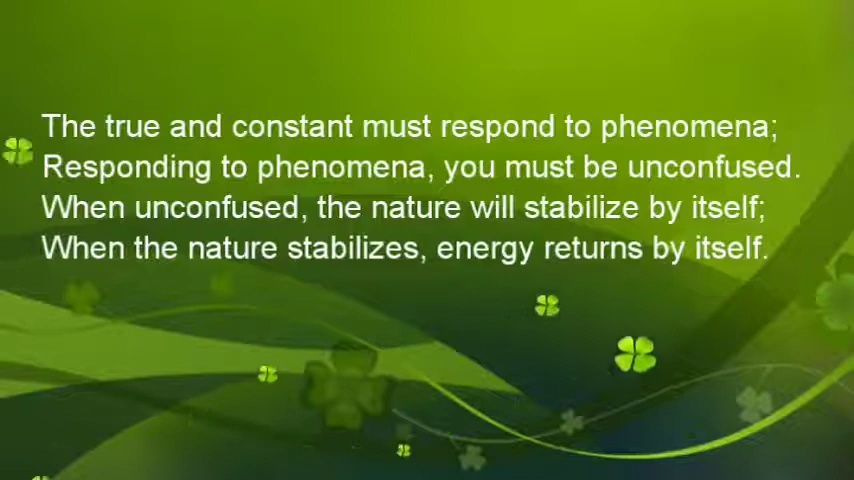 The true and constant must respond to phenomena;
Responding to phenomena, you must be unconfused.
When unconfused, the nature will stabilize by itself;
When the nature stabilizes, energy returns by itself.